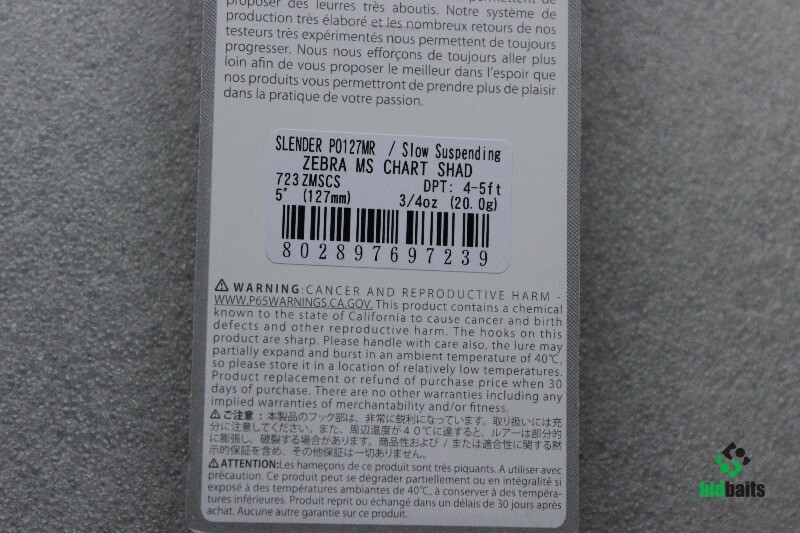 proposer des leurres très aboutis. Notre système de
production très élaboré et les nombreux retours de nos
testeurs très expérimentés nous permettent de toujours
progresser. Nous nous efforçons de toujours aller plus
loin afin de vous proposer le meilleur dans l'espoir que
nos produits vous permettront de prendre plus de plaisir
dans la pratique de votre passion.
SLENDER PO127MR / Slow Suspending
ZEBRA MS CHART SHAD
723ZMSCS DPT: 4-5ft
5" (127mm) 3/4oz (20.0g)
802897697239
⚠ WARNING:CANCER AND REPRODUCTIVE HARM -
WWW.P65WARNINGS.CA.GOV. This product contains a chemical
known to the state of California to cause cancer and birth
defects and other reproductive harm. The hooks on this
product are sharp. Please handle with care also, the lure may
partially expand and burst in an ambient temperature of 40℃,
so please store it in a location of relatively low temperatures.
Product replacement or refund of purchase price when 30
days of purchase. There are no other warranties including any
implied warranties of merchantability and/or fitness.
⚠ご注意：本製品のフック部は、非常に鋭利になっています。取り扱いには充
分に注意してください。また、周辺温度が40℃に達すると、ルアーは部分的
に膨張し、破裂する場合があります。商品性および / または適合性に関する黙
示的保証を含め、その他保証は一切ありません。
⚠ATTENTION:Les hameçons de ce produit sont très piquants. A utiliser avec
précaution. Ce produit peut se dégrader partiellement ou en intégralité si
exposé à des températures ambiantes de 40℃, à conserver à des tempéra-
tures inférieures. Produit reprit ou échangé dans un délais de 30 jours après
achat. Aucune autre garantie sur ce produit.
bidbaits